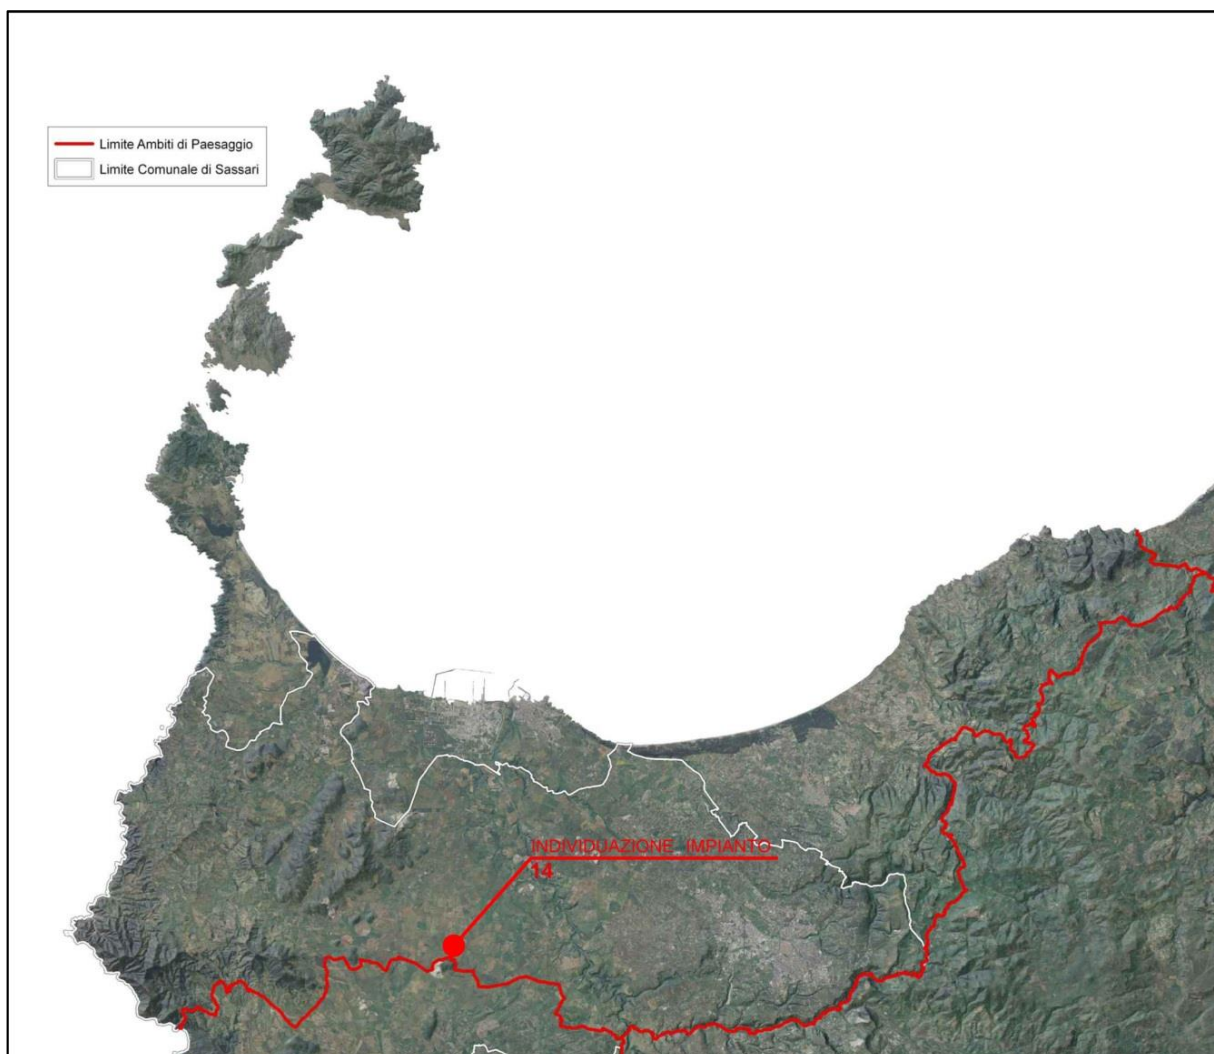 Limite Ambiti di Paesaggio
Limite Comunale di Sassari
INDIVIDUAZIONE IMPIANTO
14